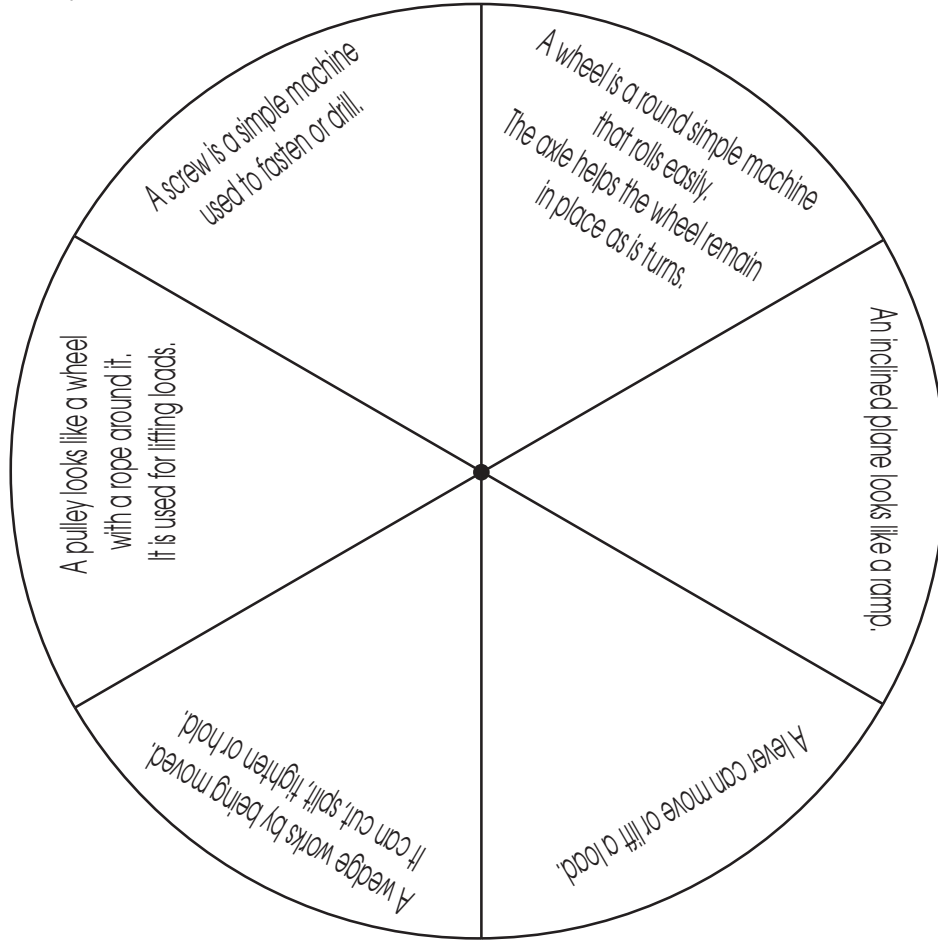 A wheel is a round simple machine
that rolls easily.
The axle helps the wheel remain
in place as is turns.
An inclined plane looks like a ramp.
A lever can move or lift a load.
A wedge works by being moved.
It can cut, split, tighten or hold.
A pulley looks like a wheel
with a rope around it.
It is used for lifting loads.
A screw is a simple machine
used to fasten or drill.